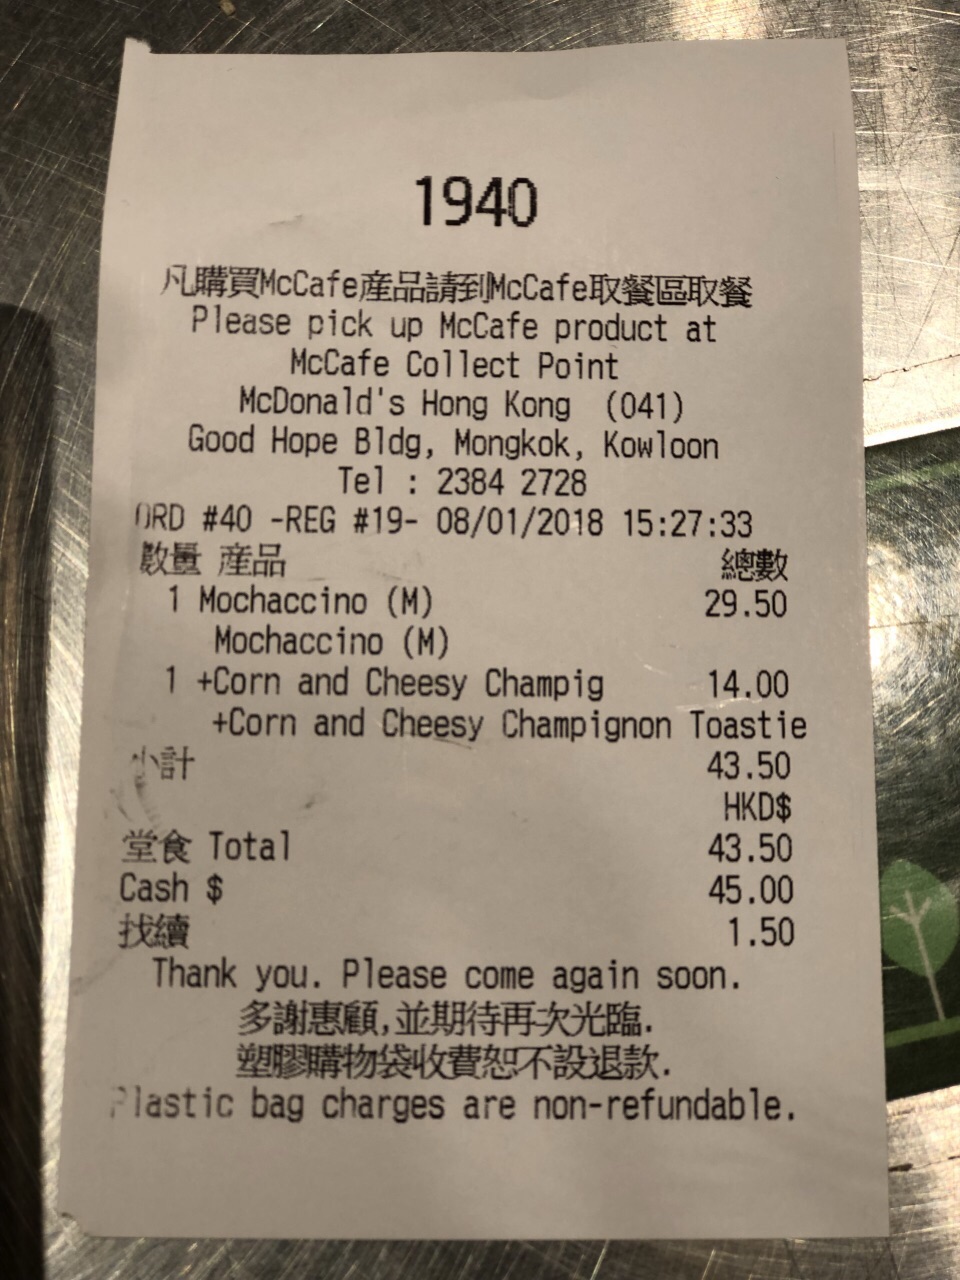 1940
凡購買McCafe產品請到McCafe取餐區取餐
Please pick up McCafe product at
McCafe Collect Point
McDonald's Hong Kong (041)
Good Hope Bldg, Mongkok, Kowloon
Tel : 2384 2728
ORD #40 -REG #19- 08/01/2018 15:27:33
數量 產品 總數
1 Mochaccino (M) 29.50
Mochaccino (M)
1 +Corn and Cheesy Champig 14.00
+Corn and Cheesy Champignon Toastie
小計 43.50
HKD$
堂食 Total 43.50
Cash $ 45.00
找續 1.50
Thank you. Please come again soon.
多謝惠顧,並期待再次光臨.
塑膠購物袋收費恕不設退款.
Plastic bag charges are non-refundable.